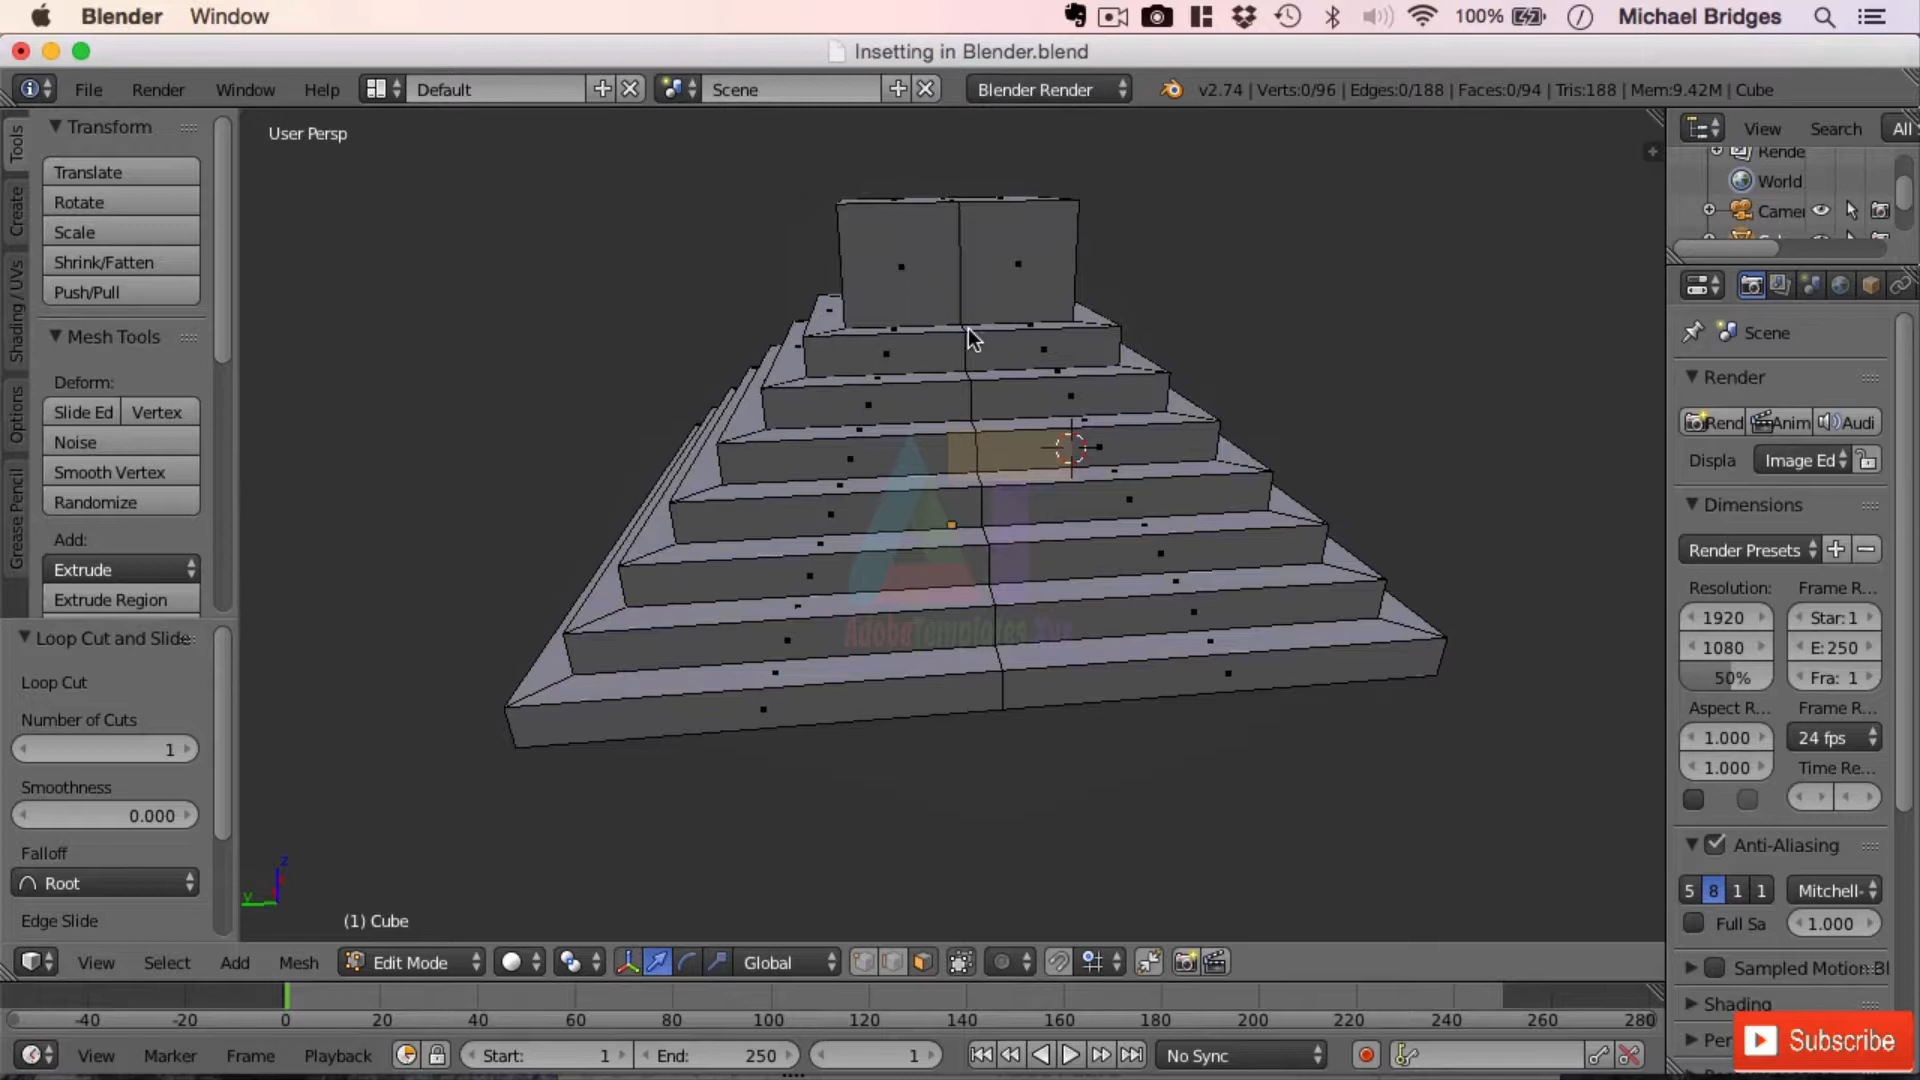 Blender Window 100% Michael Bridges
Insetting in Blender.blend
File Render Window Help Default Scene Blender Render v2.74 | Verts:0/96 | Edges:0/188 | Faces:0/94 | Tris:188 | Mem:9.42M | Cube
Tools
Create
Shading / UVs
Options
Grease Pencil
Transform
Translate
Rotate
Scale
Shrink/Fatten
Push/Pull
Mesh Tools
Deform:
Slide Ed Vertex
Noise
Smooth Vertex
Randomize
Add:
Extrude
Extrude Region
Loop Cut and Slide
Loop Cut
Number of Cuts
1
Smoothness
0.000
Falloff
Root
Edge Slide
User Persp
AdobeTemplates
z
y
(1) Cube
View Search All
Rende
World
Camer
Scene
Render
Rend Anim Audi
Displa Image Ed
Dimensions
Render Presets
Resolution: Frame R...
1920 Star: 1
1080 E: 250
50% Fra: 1
Aspect R... Frame R...
1.000 24 fps
1.000 Time Re...
Anti-Aliasing
5 8 1 1 Mitchell-
Full Sa 1.000
Sampled Motion Bl
Shading
Per
Subscribe
View Select Add Mesh Edit Mode Global
-40 -20 0 20 40 60 80 100 120 140 160 180 200 220 240 260 280
View Marker Frame Playback Start: 1 End: 250 1 No Sync